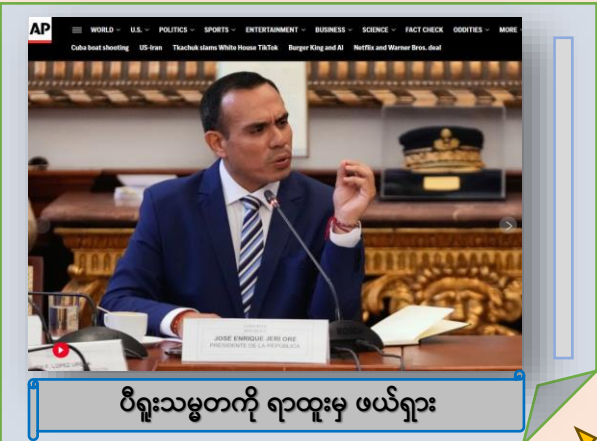 AP
WORLD U.S. POLITICS SPORTS ENTERTAINMENT BUSINESS SCIENCE FACT CHECK ODDITIES MORE
Cuba boat shooting US-Iran Tkachuk slams White House TikTok Burger King and AI Netflix and Warner Bros. deal
JOSÉ ENRIQUE JERI ORE
PRESIDENTE DE LA REPÚBLICA
ပီရူးသမ္မတကို ရာထူးမှ ဖယ်ရှား